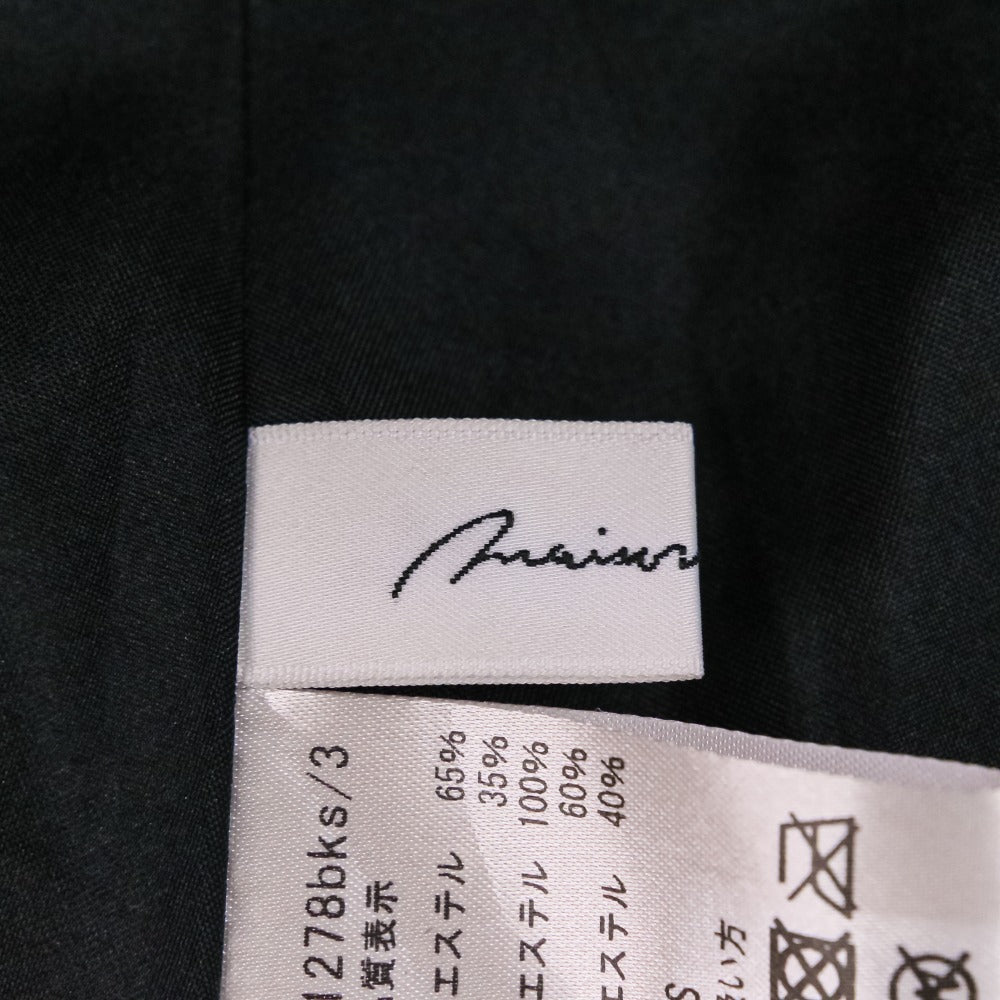 maison
1278bks/3
質表示
エステル 65%
35%
エステル 100%
60%
エステル 40%
い方
S